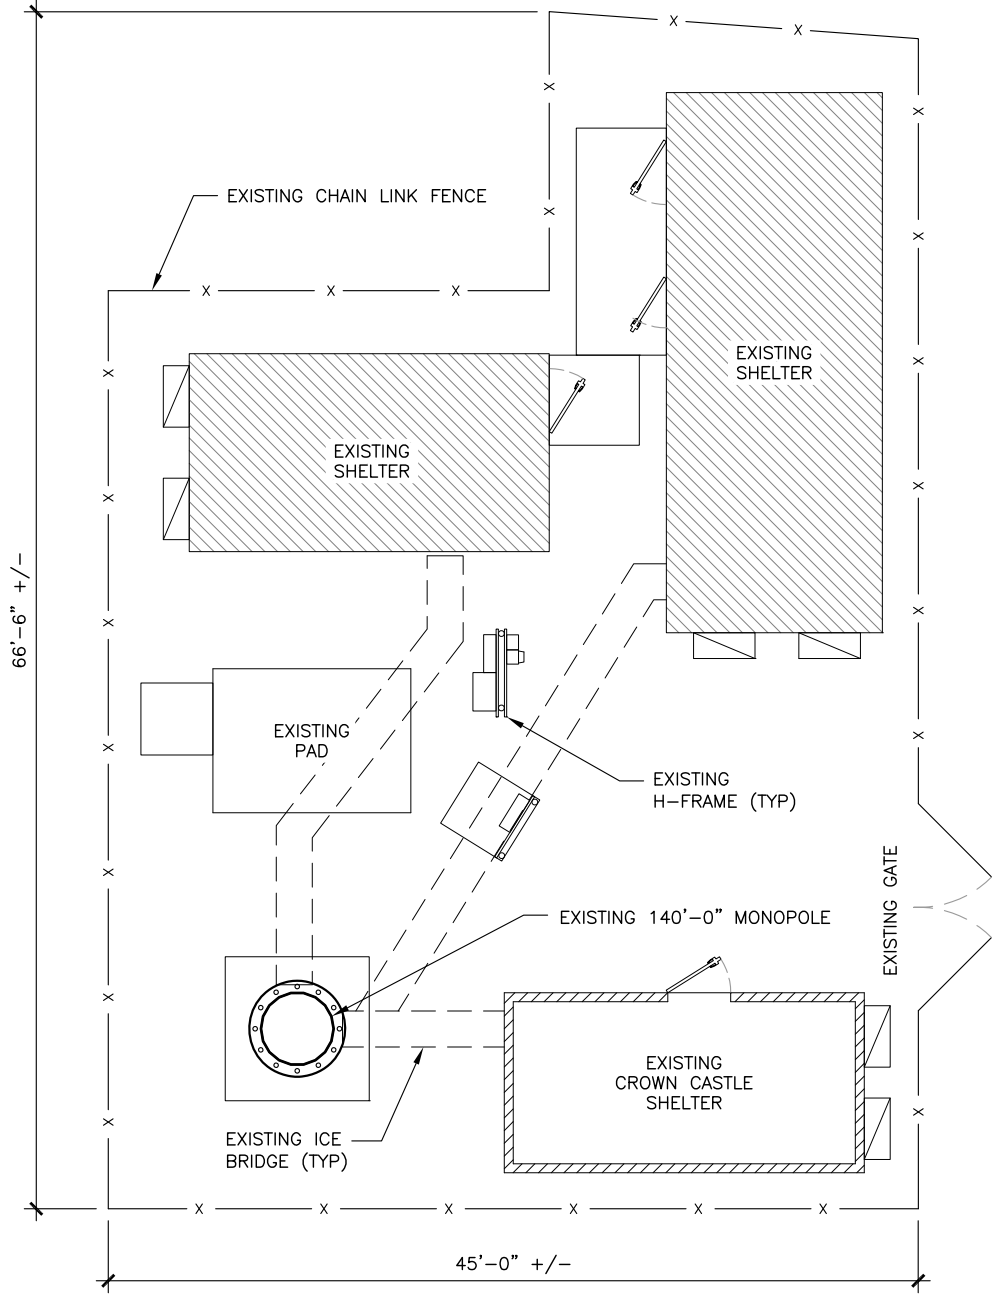 EXISTING CHAIN LINK FENCE
EXISTING
SHELTER
EXISTING
SHELTER
66'-6" +/-
EXISTING
PAD
EXISTING
H-FRAME (TYP)
EXISTING GATE
EXISTING 140'-0" MONOPOLE
EXISTING
CROWN CASTLE
SHELTER
EXISTING ICE
BRIDGE (TYP)
45'-0" +/-